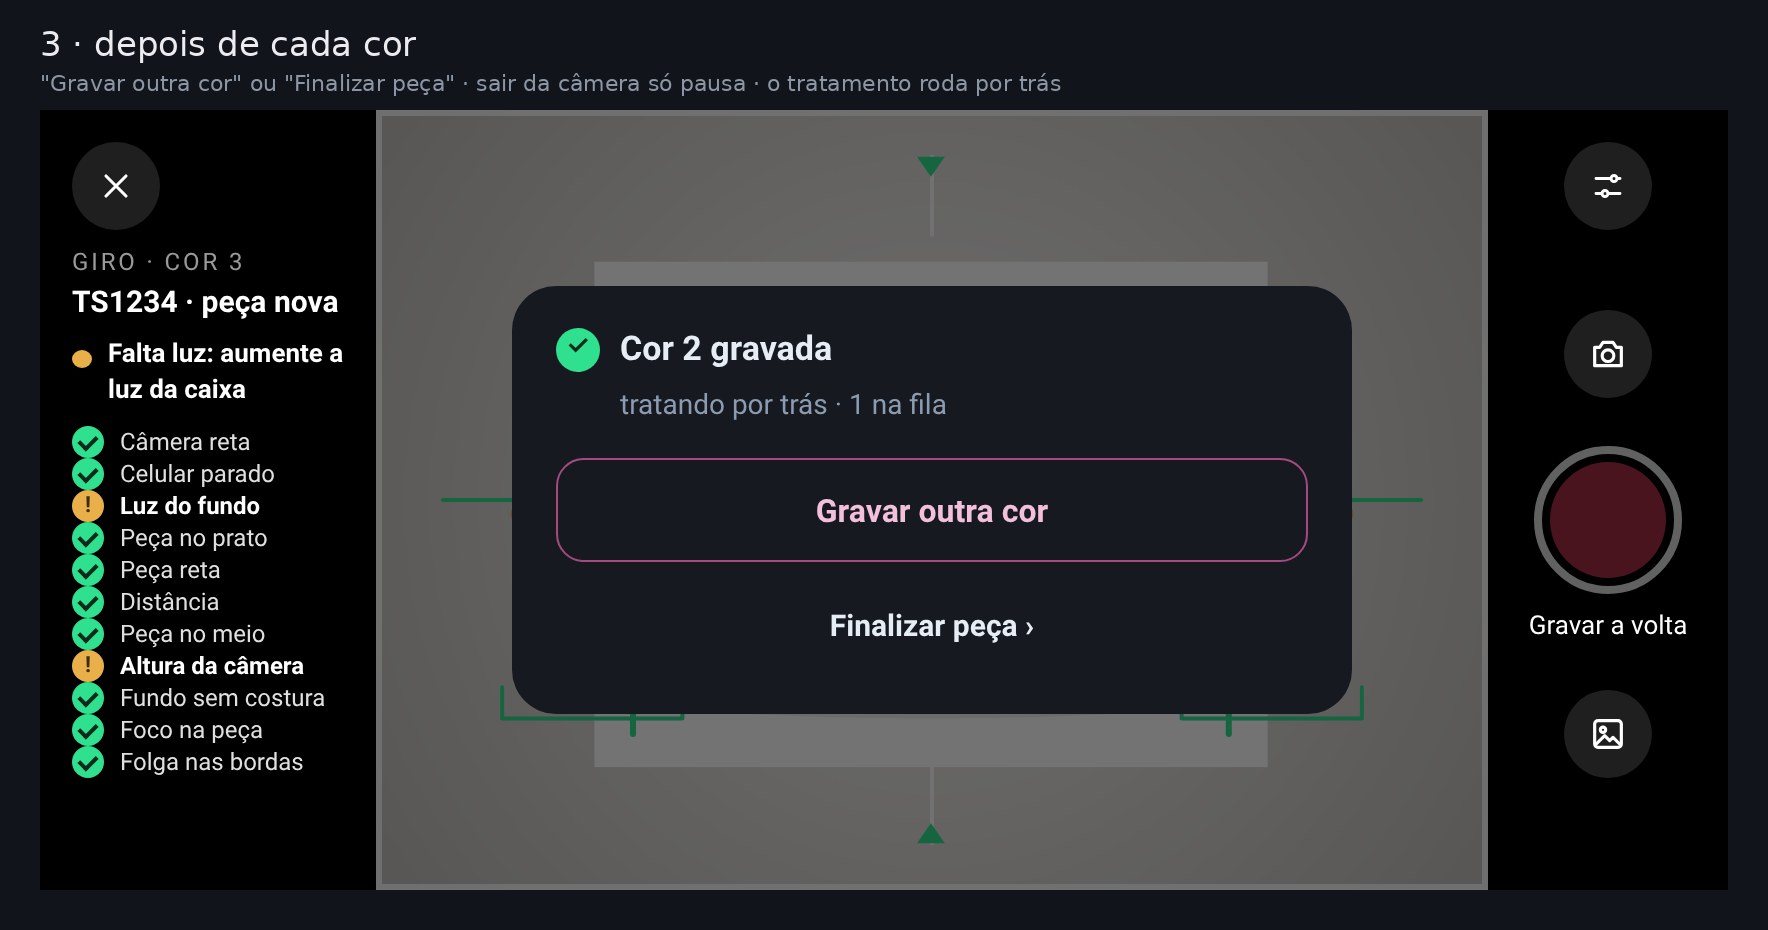 3 · depois de cada cor
"Gravar outra cor" ou "Finalizar peça" · sair da câmera só pausa · o tratamento roda por trás
GIRO · COR 3
TS1234 · peça nova
Falta luz: aumente a
luz da caixa
Câmera reta
Celular parado
! Luz do fundo
Peça no prato
Peça reta
Distância
Peça no meio
! Altura da câmera
Fundo sem costura
Foco na peça
Folga nas bordas
Cor 2 gravada
tratando por trás · 1 na fila
Gravar outra cor
Finalizar peça ›
Gravar a volta